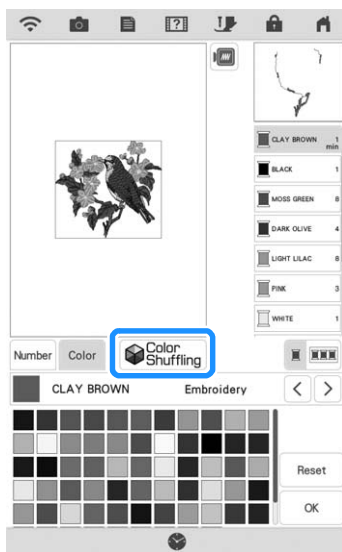 ?
CLAY BROWN 1
min
BLACK 1
MOSS GREEN 8
DARK OLIVE 4
LIGHT LILAC 8
PINK 3
WHITE 1
Number Color Color
Shuffling
CLAY BROWN Embroidery < >
Reset
OK